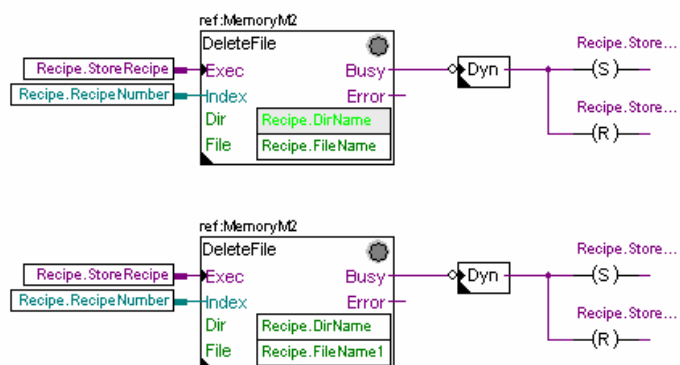 ref:MemoryM2
DeleteFile
Recipe.StoreRecipe Exec Busy Dyn Recipe.Store... (S)
Recipe.RecipeNumber Index Error Recipe.Store...
Dir Recipe.DirName (R)
File Recipe.FileName
ref:MemoryM2
DeleteFile
Recipe.StoreRecipe Exec Busy Dyn Recipe.Store... (S)
Recipe.RecipeNumber Index Error Recipe.Store...
Dir Recipe.DirName (R)
File Recipe.FileName1